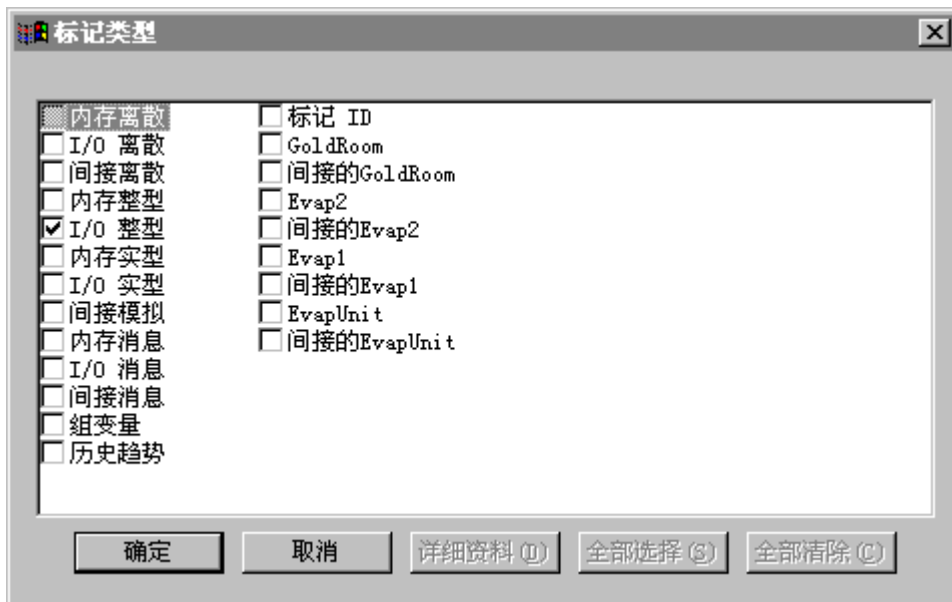 标记类型
内存离散
I/O 离散
间接离散
内存整型
I/O 整型
内存实型
I/O 实型
间接模拟
内存消息
I/O 消息
间接消息
组变量
历史趋势
标记 ID
GoldRoom
间接的GoldRoom
Evap2
间接的Evap2
Evap1
间接的Evap1
EvapUnit
间接的EvapUnit
确定
取消
详细资料(D)
全部选择(S)
全部清除(C)